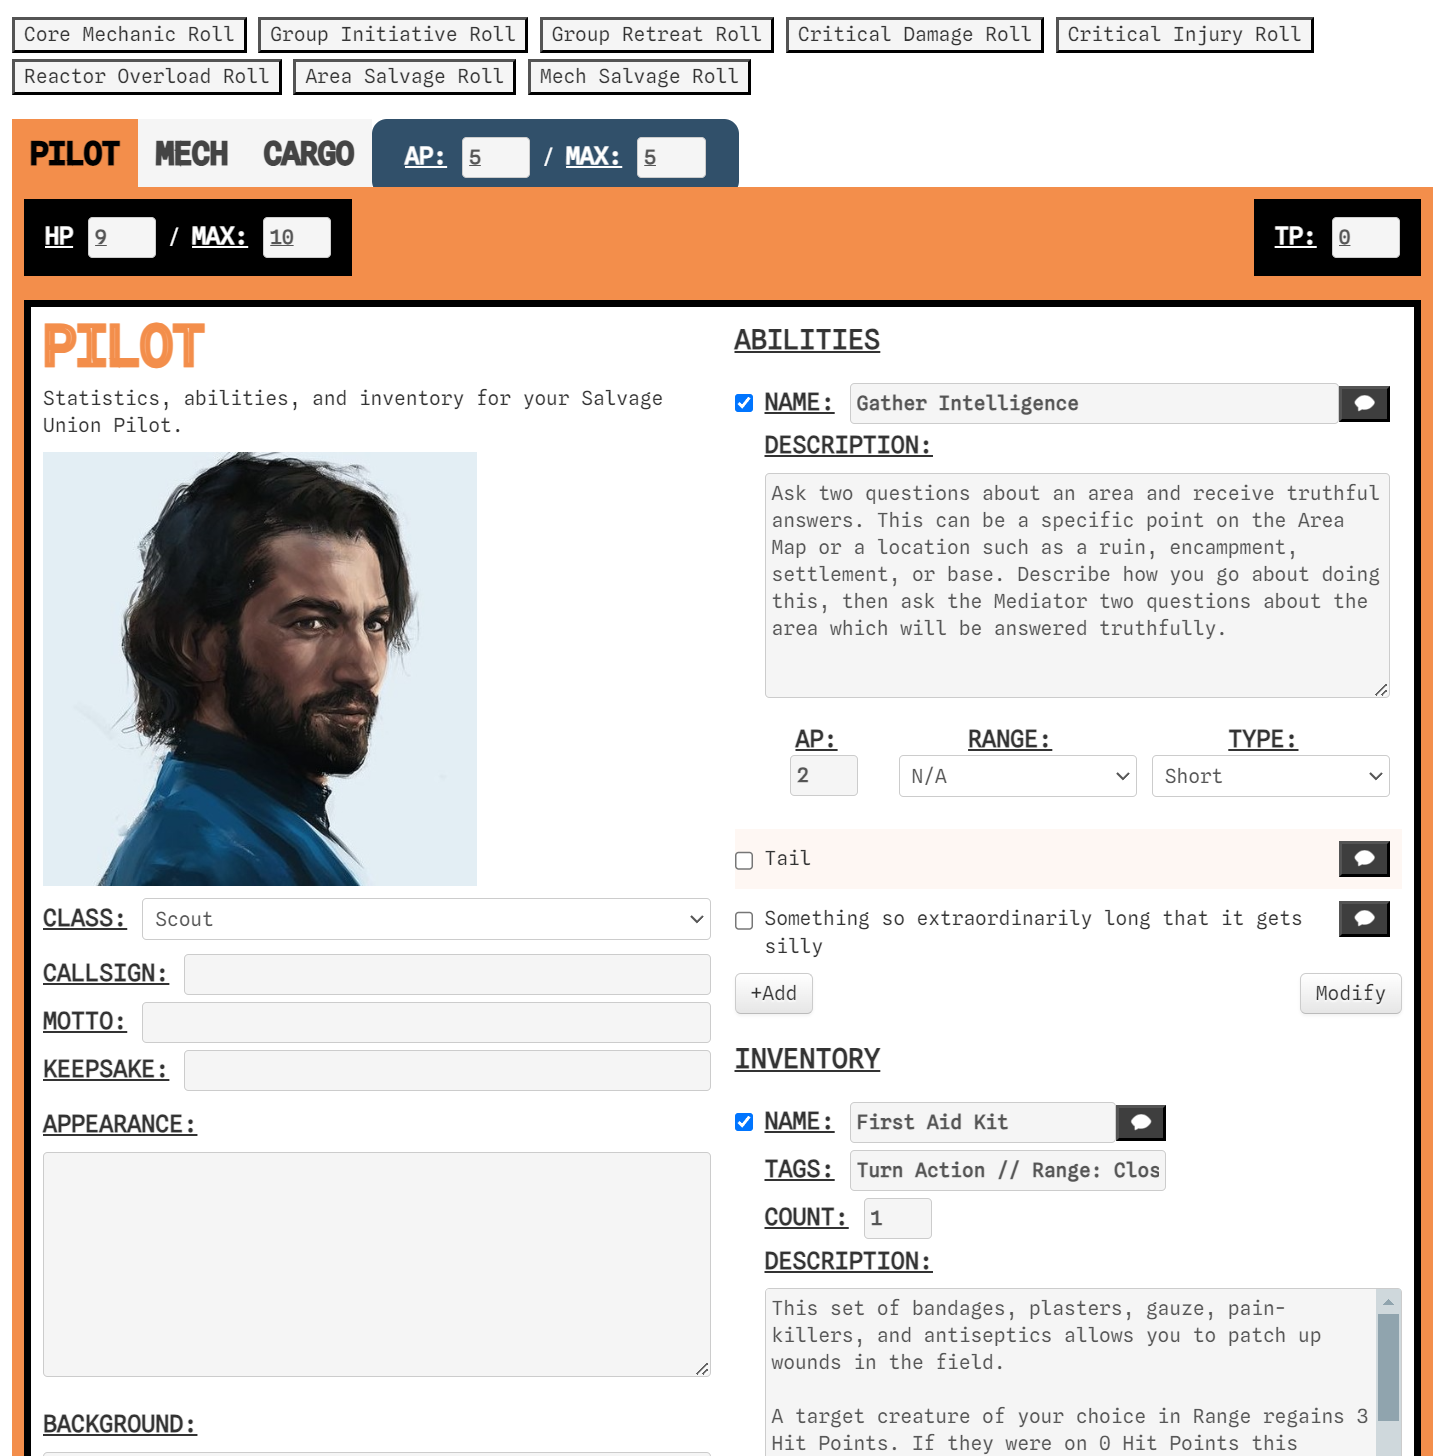 Core Mechanic Roll Group Initiative Roll Group Retreat Roll Critical Damage Roll Critical Injury Roll
Reactor Overload Roll Area Salvage Roll Mech Salvage Roll
PILOT MECH CARGO AP: 5 / MAX: 5
HP 9 / MAX: 10 TP: 0
PILOT
Statistics, abilities, and inventory for your Salvage
Union Pilot.
CLASS: Scout
CALLSIGN:
MOTTO:
KEEPSAKE:
APPEARANCE:
BACKGROUND:
ABILITIES
NAME: Gather Intelligence
DESCRIPTION:
Ask two questions about an area and receive truthful
answers. This can be a specific point on the Area
Map or a location such as a ruin, encampment,
settlement, or base. Describe how you go about doing
this, then ask the Mediator two questions about the
area which will be answered truthfully.
AP: RANGE: TYPE:
2 N/A Short
Tail
Something so extraordinarily long that it gets
silly
+Add Modify
INVENTORY
NAME: First Aid Kit
TAGS: Turn Action // Range: Clos
COUNT: 1
DESCRIPTION:
This set of bandages, plasters, gauze, pain-
killers, and antiseptics allows you to patch up
wounds in the field.
A target creature of your choice in Range regains 3
Hit Points. If they were on 0 Hit Points this